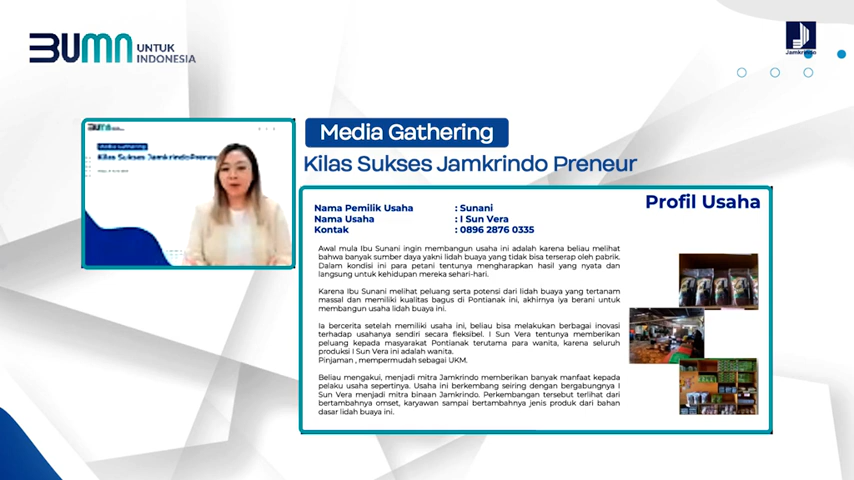 BUMN UNTUK
INDONESIA
Jamkrindo
BUMN
Media Gathering
Kilas Sukses Jamkrindo Preneur
Media Gathering
Kilas Sukses Jamkrindo Preneur
Profil Usaha
Nama Pemilik Usaha : Sunani
Nama Usaha : I Sun Vera
Kontak : 0896 2876 0335
Awal mula Ibu Sunani ingin membangun usaha ini adalah karena beliau melihat
bahwa banyak sumber daya yakni lidah buaya yang tidak bisa terserap oleh pabrik.
Dalam kondisi ini para petani tentunya mengharapkan hasil yang nyata dan
langsung untuk kehidupan mereka sehari-hari.
Karena Ibu Sunani melihat peluang serta potensi dari lidah buaya yang tertanam
massal dan memiliki kualitas bagus di Pontianak ini, akhirnya iya berani untuk
membangun usaha lidah buaya ini.
Ia bercerita setelah memiliki usaha ini, beliau bisa melakukan berbagai inovasi
terhadap usahanya sendiri secara fleksibel. I Sun Vera tentunya memberikan
peluang kepada masyarakat Pontianak terutama para wanita, karena seluruh
produksi I Sun Vera ini adalah wanita.
Pinjaman , mempermudah sebagai UKM.
Beliau mengakui, menjadi mitra Jamkrindo memberikan banyak manfaat kepada
pelaku usaha sepertinya. Usaha ini berkembang seiring dengan bergabungnya I
Sun Vera menjadi mitra binaan Jamkrindo. Perkembangan tersebut terlihat dari
bertambahnya omset, karyawan sampai bertambahnya jenis produk dari bahan
dasar lidah buaya ini.